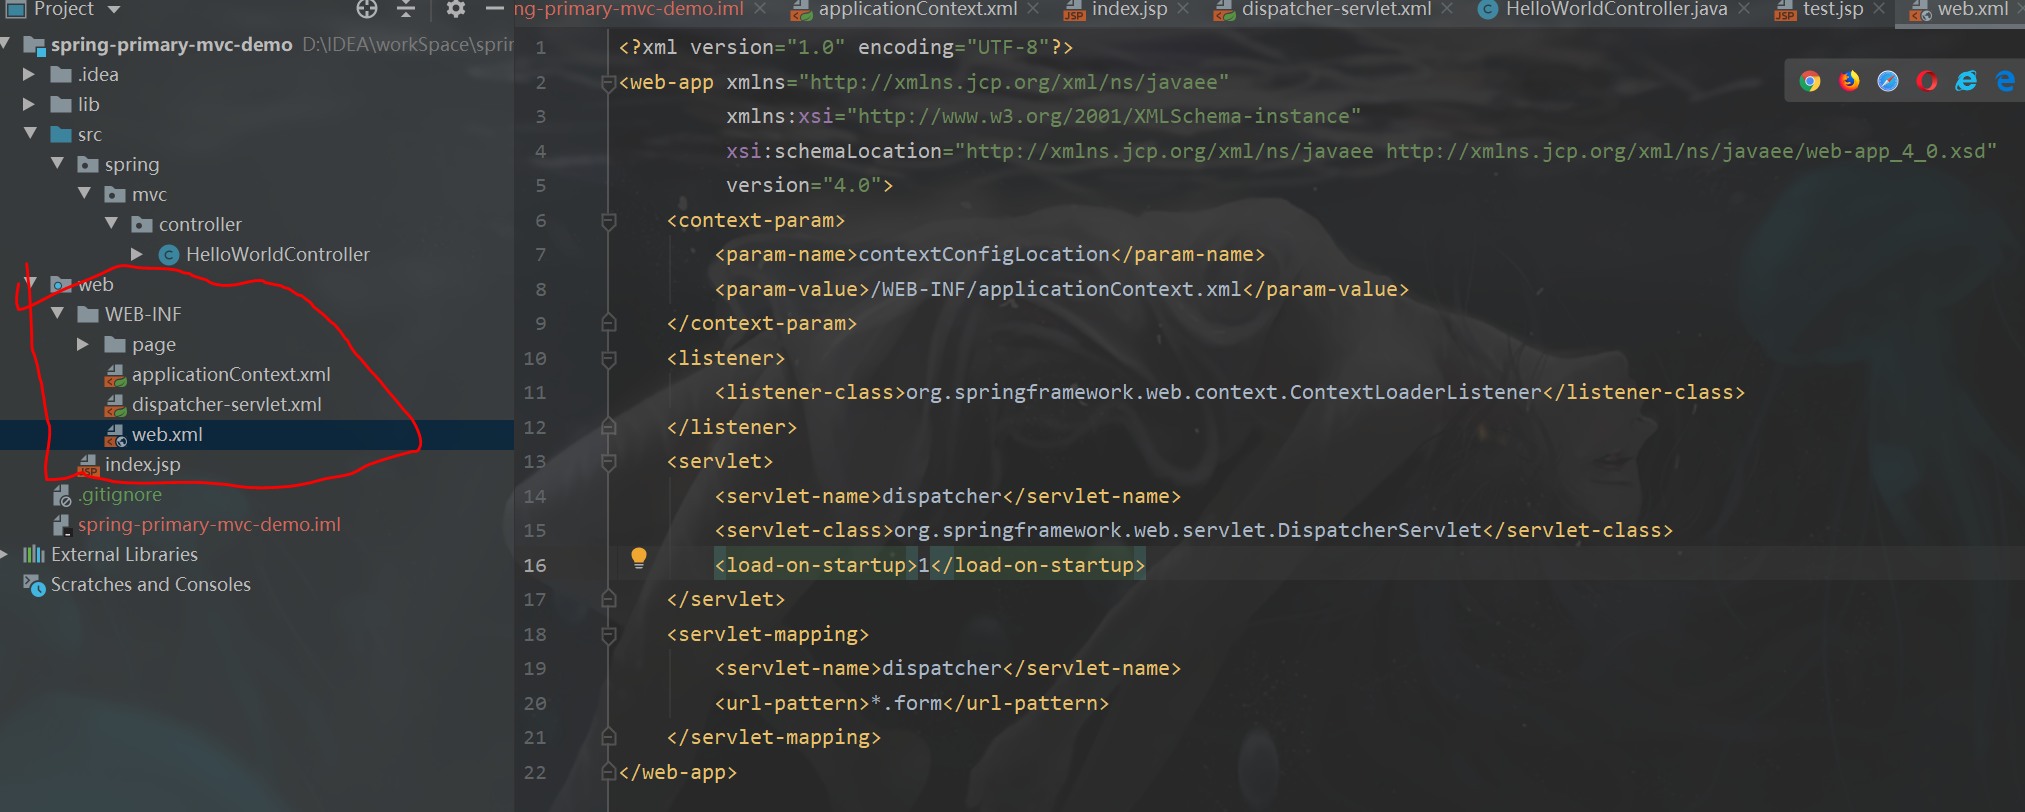 Project
ng-primary-mvc-demo.iml
applicationContext.xml
index.jsp
dispatcher-servlet.xml
HelloWorldController.java
test.jsp
web.xml
spring-primary-mvc-demo D:\IDEA\workSpace\sprin
.idea
lib
src
spring
mvc
controller
HelloWorldController
web
WEB-INF
page
applicationContext.xml
dispatcher-servlet.xml
web.xml
index.jsp
.gitignore
spring-primary-mvc-demo.iml
External Libraries
Scratches and Consoles
1 <?xml version="1.0" encoding="UTF-8"?>
2 <web-app xmlns="http://xmlns.jcp.org/xml/ns/javaee"
3 xmlns:xsi="http://www.w3.org/2001/XMLSchema-instance"
4 xsi:schemaLocation="http://xmlns.jcp.org/xml/ns/javaee http://xmlns.jcp.org/xml/ns/javaee/web-app_4_0.xsd"
5 version="4.0">
6 <context-param>
7 <param-name>contextConfigLocation</param-name>
8 <param-value>/WEB-INF/applicationContext.xml</param-value>
9 </context-param>
10 <listener>
11 <listener-class>org.springframework.web.context.ContextLoaderListener</listener-class>
12 </listener>
13 <servlet>
14 <servlet-name>dispatcher</servlet-name>
15 <servlet-class>org.springframework.web.servlet.DispatcherServlet</servlet-class>
16 <load-on-startup>1</load-on-startup>
17 </servlet>
18 <servlet-mapping>
19 <servlet-name>dispatcher</servlet-name>
20 <url-pattern>*.form</url-pattern>
21 </servlet-mapping>
22 </web-app>